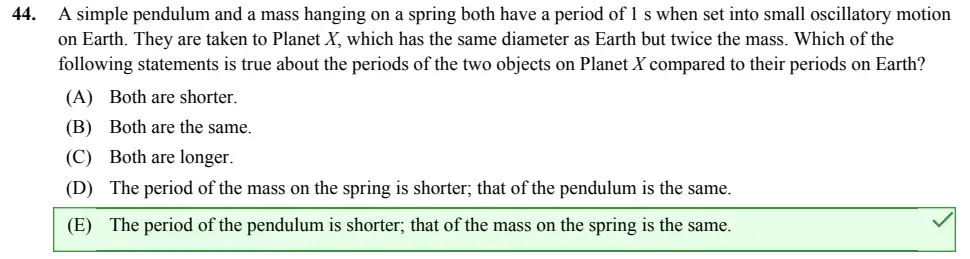 44. A simple pendulum and a mass hanging on a spring both have a period of 1 s when set into small oscillatory motion
on Earth. They are taken to Planet X, which has the same diameter as Earth but twice the mass. Which of the
following statements is true about the periods of the two objects on Planet X compared to their periods on Earth?
(A) Both are shorter.
(B) Both are the same.
(C) Both are longer.
(D) The period of the mass on the spring is shorter; that of the pendulum is the same.
(E) The period of the pendulum is shorter; that of the mass on the spring is the same.